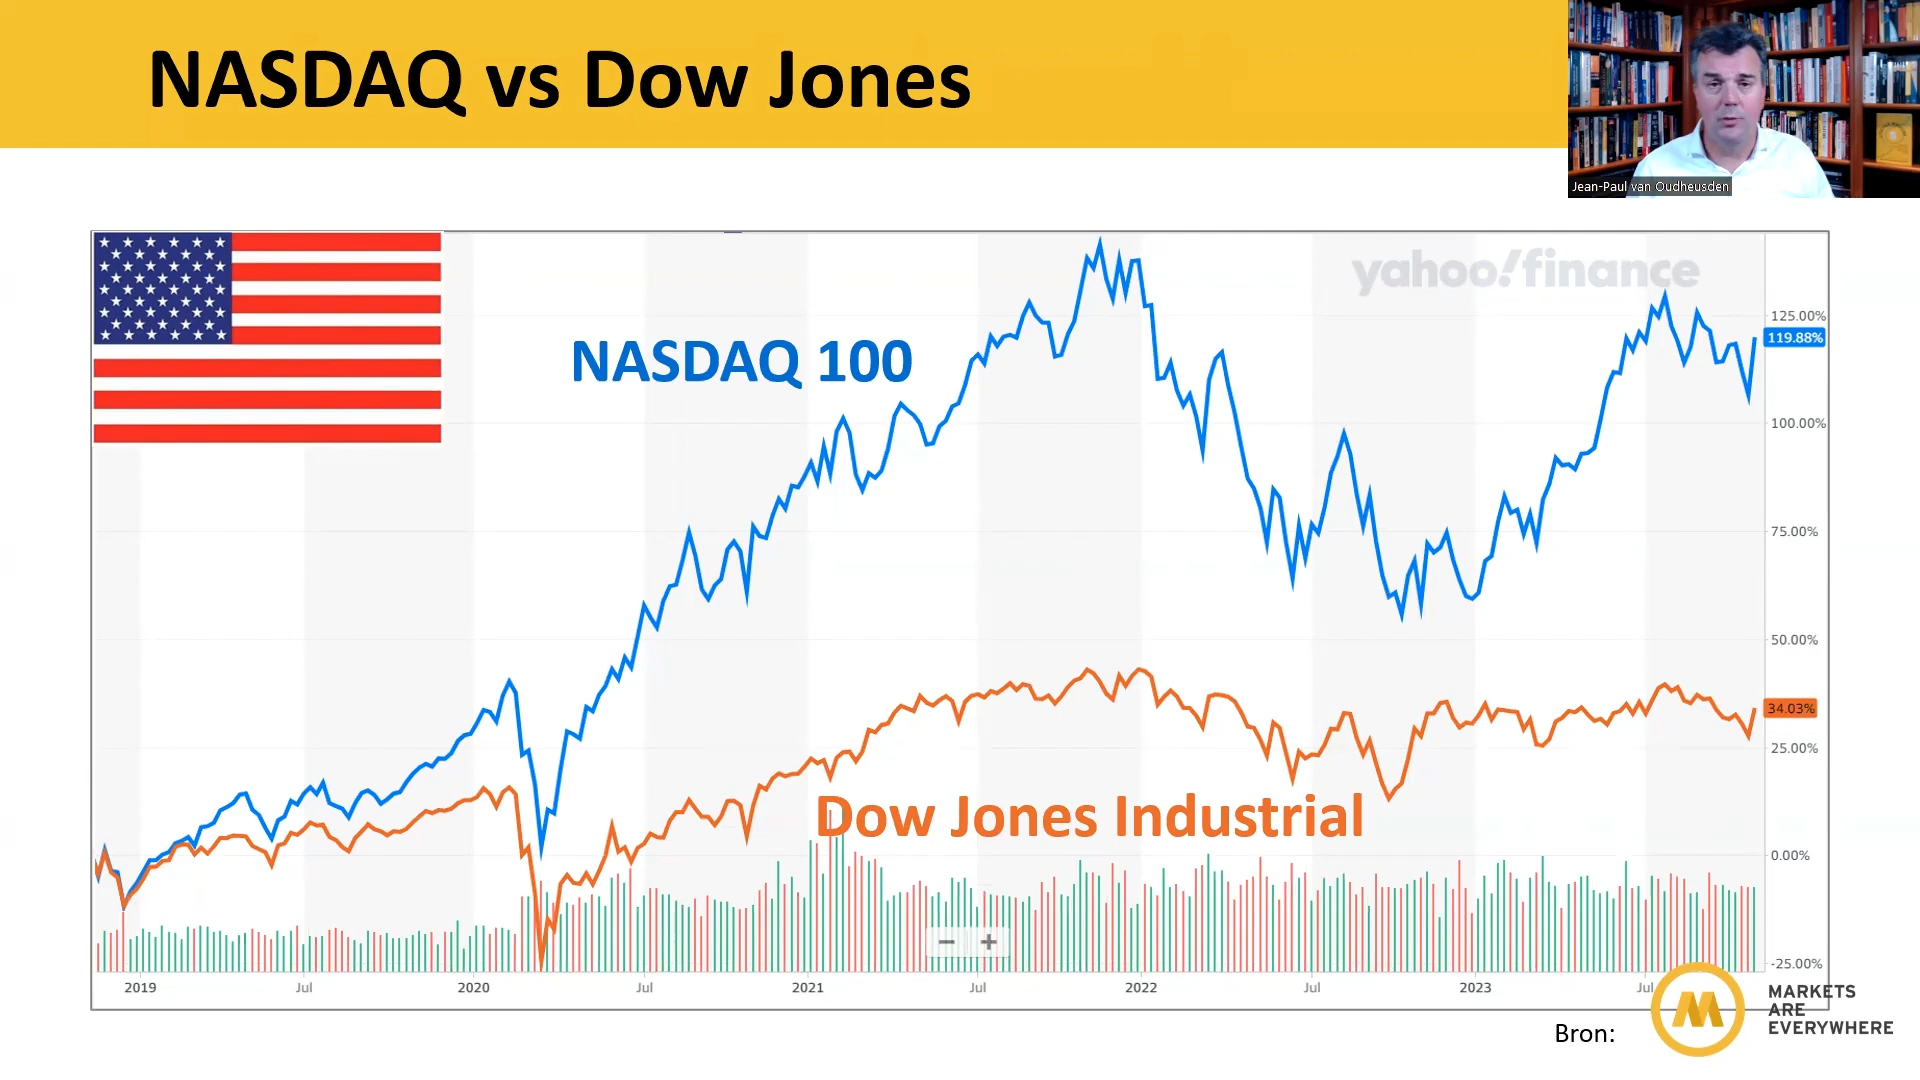 NASDAQ vs Dow Jones
Jean-Paul van Oudheusden
yahoo!finance
NASDAQ 100
Dow Jones Industrial
125.00%
119.88%
100.00%
75.00%
50.00%
34.03%
25.00%
0.00%
-25.00%
2019 Jul 2020 Jul 2021 Jul 2022 Jul 2023 Jul
− +
Bron:
M
MARKETS
ARE
EVERYWHERE